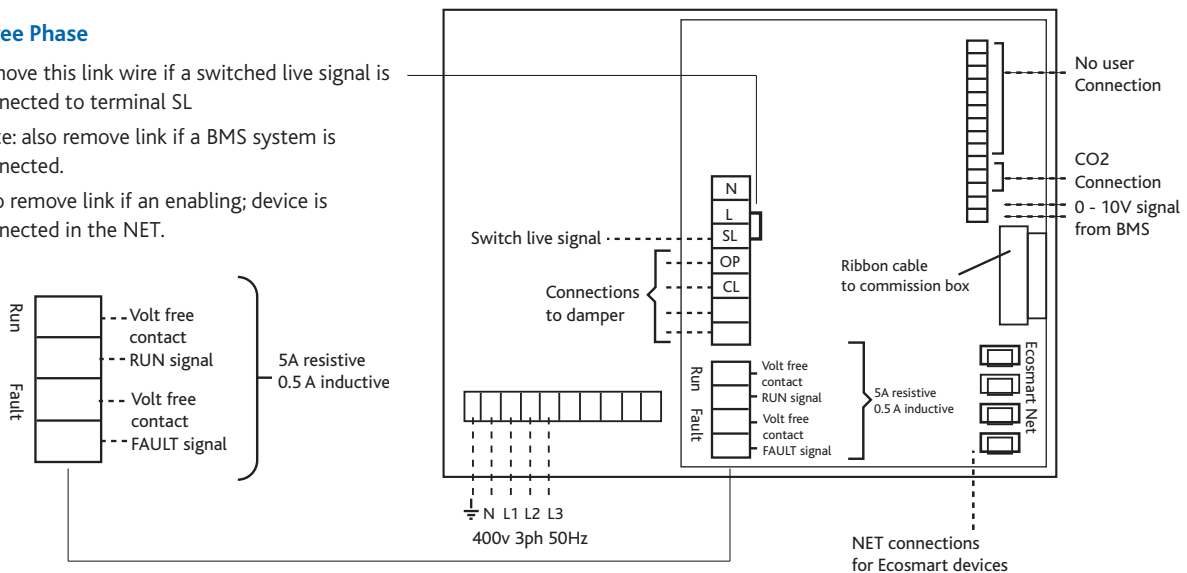 ree Phase
move this link wire if a switched live signal is
nnected to terminal SL
te: also remove link if a BMS system is
nnected.
o remove link if an enabling; device is
nnected in the NET.
Run
Fault
Volt free
contact
RUN signal
Volt free
contact
FAULT signal
5A resistive
0.5 A inductive
N
L
SL
OP
CL
Switch live signal
Connections
to damper
Run
Fault
Volt free
contact
RUN signal
Volt free
contact
FAULT signal
5A resistive
0.5 A inductive
N L1 L2 L3
400v 3ph 50Hz
No user
Connection
CO2
Connection
0 - 10V signal
from BMS
Ribbon cable
to commission box
Ecosmart Net
NET connections
for Ecosmart devices